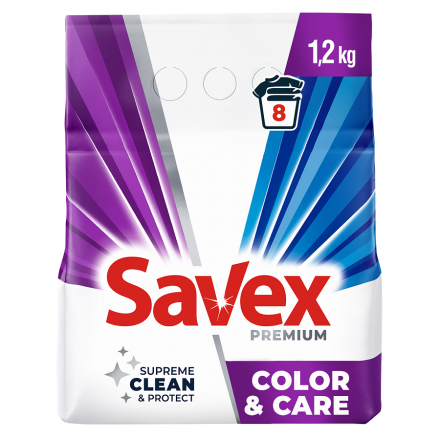 1,2 kg
8
Savex
PREMIUM
SUPREME
CLEAN
& PROTECT
COLOR
& CARE